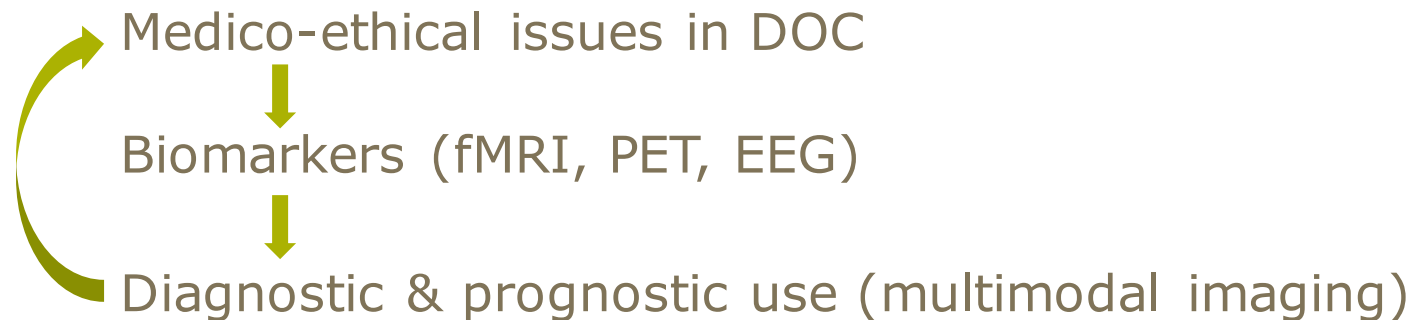 Medico-ethical issues in DOC
Biomarkers (fMRI, PET, EEG)
Diagnostic & prognostic use (multimodal imaging)